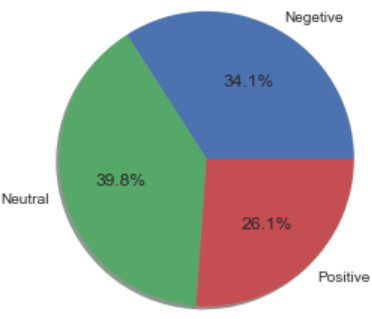 Negetive
34.1%
39.8%
Neutral
26.1%
Positive